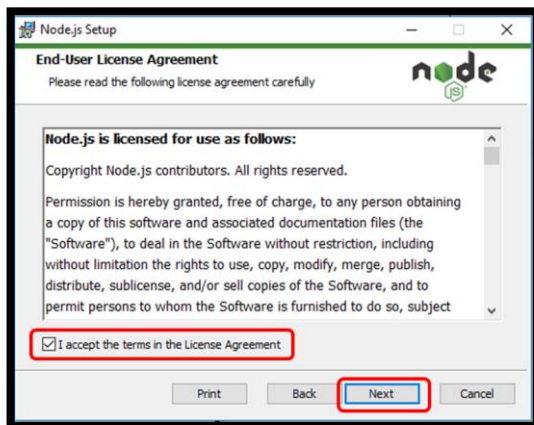 Node.js Setup
End-User License Agreement
Please read the following license agreement carefully
node
JS
Node.js is licensed for use as follows:
Copyright Node.js contributors. All rights reserved.
Permission is hereby granted, free of charge, to any person obtaining
a copy of this software and associated documentation files (the
"Software"), to deal in the Software without restriction, including
without limitation the rights to use, copy, modify, merge, publish,
distribute, sublicense, and/or sell copies of the Software, and to
permit persons to whom the Software is furnished to do so, subject
I accept the terms in the License Agreement
Print Back Next Cancel